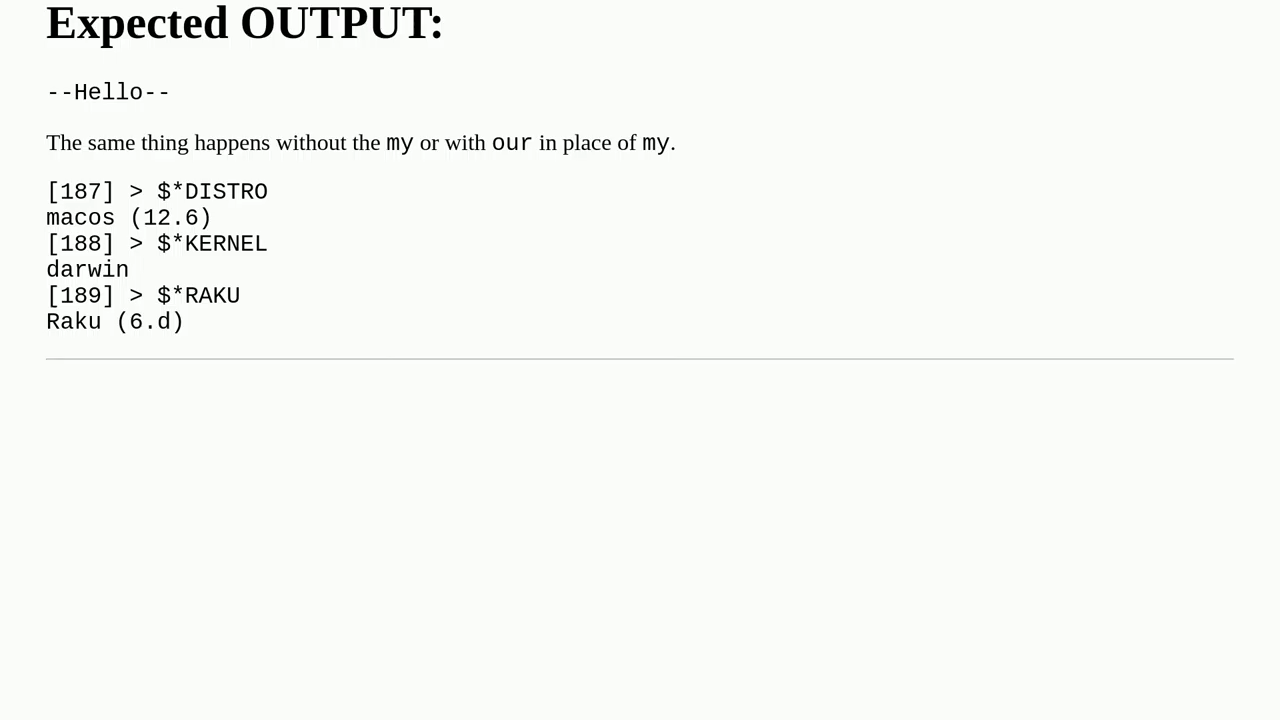 Expected OUTPUT:
--Hello--
The same thing happens without the my or with our in place of my.
[187] > $*DISTRO
macos (12.6)
[188] > $*KERNEL
darwin
[189] > $*RAKU
Raku (6.d)